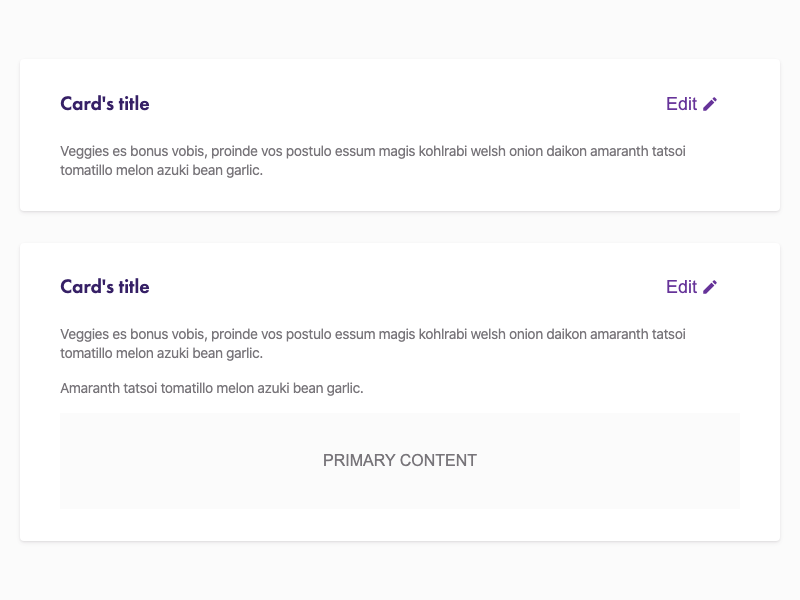 Card's title
Edit
Veggies es bonus vobis, proinde vos postulo essum magis kohlrabi welsh onion daikon amaranth tatsoi
tomatillo melon azuki bean garlic.
Card's title
Edit
Veggies es bonus vobis, proinde vos postulo essum magis kohlrabi welsh onion daikon amaranth tatsoi
tomatillo melon azuki bean garlic.
Amaranth tatsoi tomatillo melon azuki bean garlic.
PRIMARY CONTENT